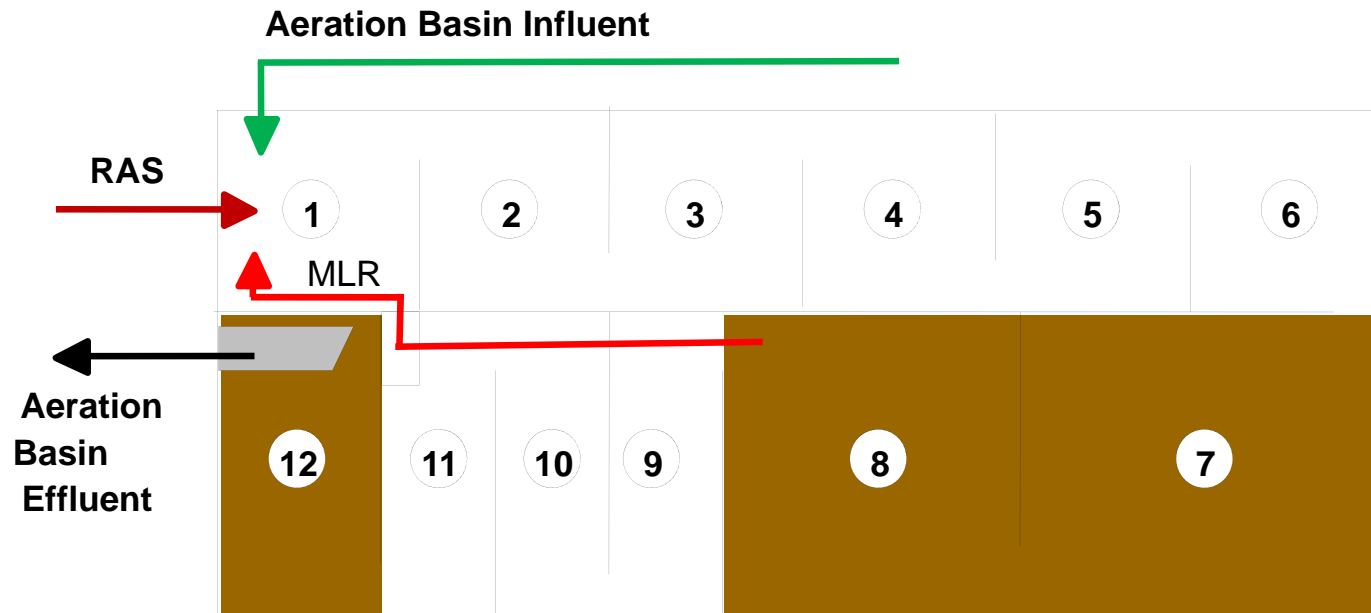 Aeration Basin Influent
RAS
1
2
3
4
5
6
MLR
Aeration
Basin
Effluent
12
11
10
9
8
7